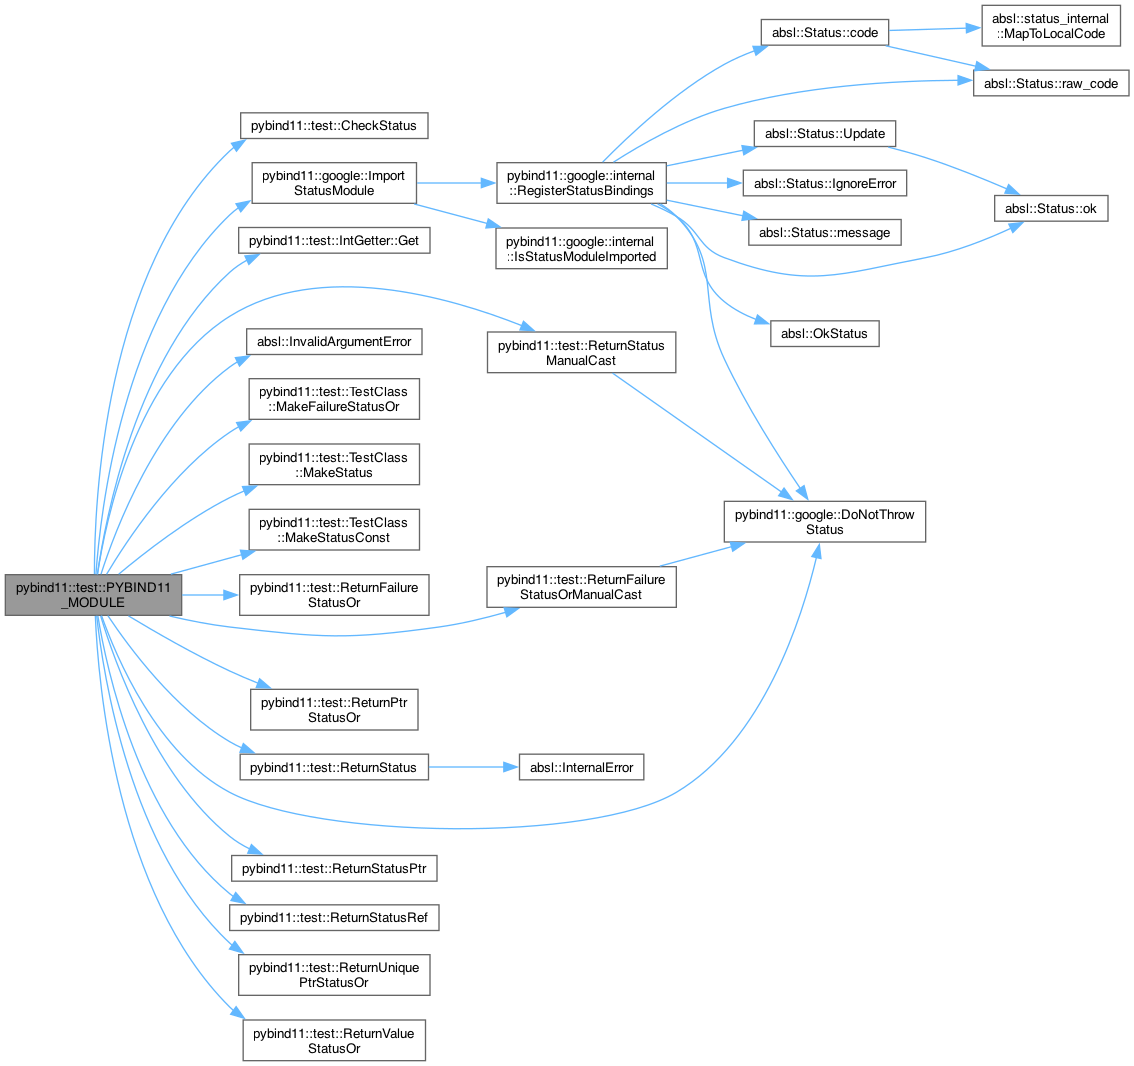 absl::Status::code
absl::status_internal
::MapToLocalCode
absl::Status::raw_code
pybind11::test::CheckStatus
absl::Status::Update
pybind11::google::Import
StatusModule
pybind11::google::internal
::RegisterStatusBindings
absl::Status::IgnoreError
absl::Status::ok
absl::Status::message
pybind11::test::IntGetter::Get
pybind11::google::internal
::IsStatusModuleImported
absl::OkStatus
absl::InvalidArgumentError
pybind11::test::ReturnStatus
ManualCast
pybind11::test::TestClass
::MakeFailureStatusOr
pybind11::test::TestClass
::MakeStatus
pybind11::test::TestClass
::MakeStatusConst
pybind11::google::DoNotThrow
Status
pybind11::test::PYBIND11
_MODULE
pybind11::test::ReturnFailure
StatusOr
pybind11::test::ReturnFailure
StatusOrManualCast
pybind11::test::ReturnPtr
StatusOr
pybind11::test::ReturnStatus
absl::InternalError
pybind11::test::ReturnStatusPtr
pybind11::test::ReturnStatusRef
pybind11::test::ReturnUnique
PtrStatusOr
pybind11::test::ReturnValue
StatusOr